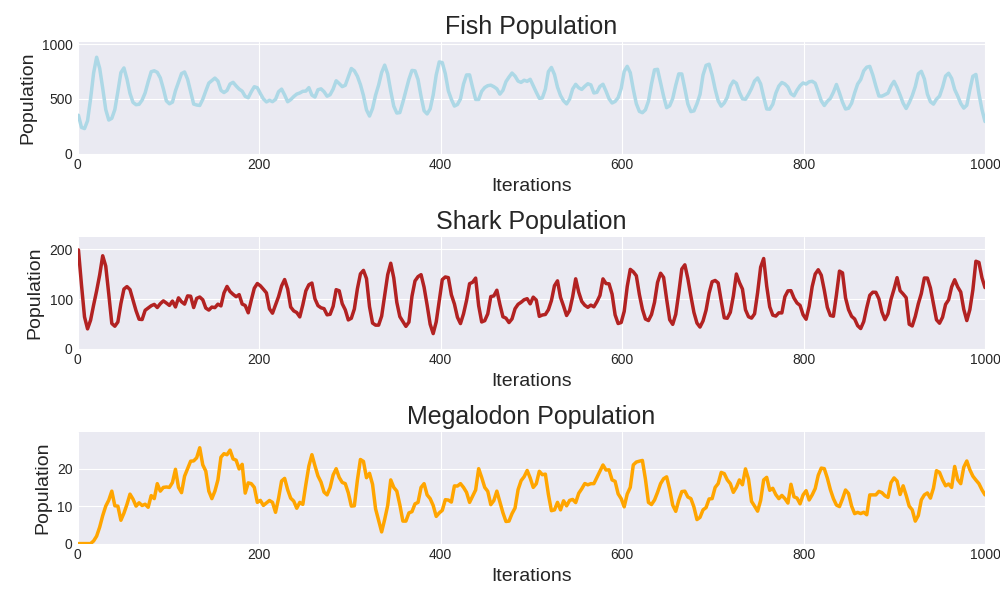 Fish Population
Population
1000
500
0
0 200 400 600 800 1000
Iterations
Shark Population
Population
200
100
0
0 200 400 600 800 1000
Iterations
Megalodon Population
Population
20
10
0
0 200 400 600 800 1000
Iterations